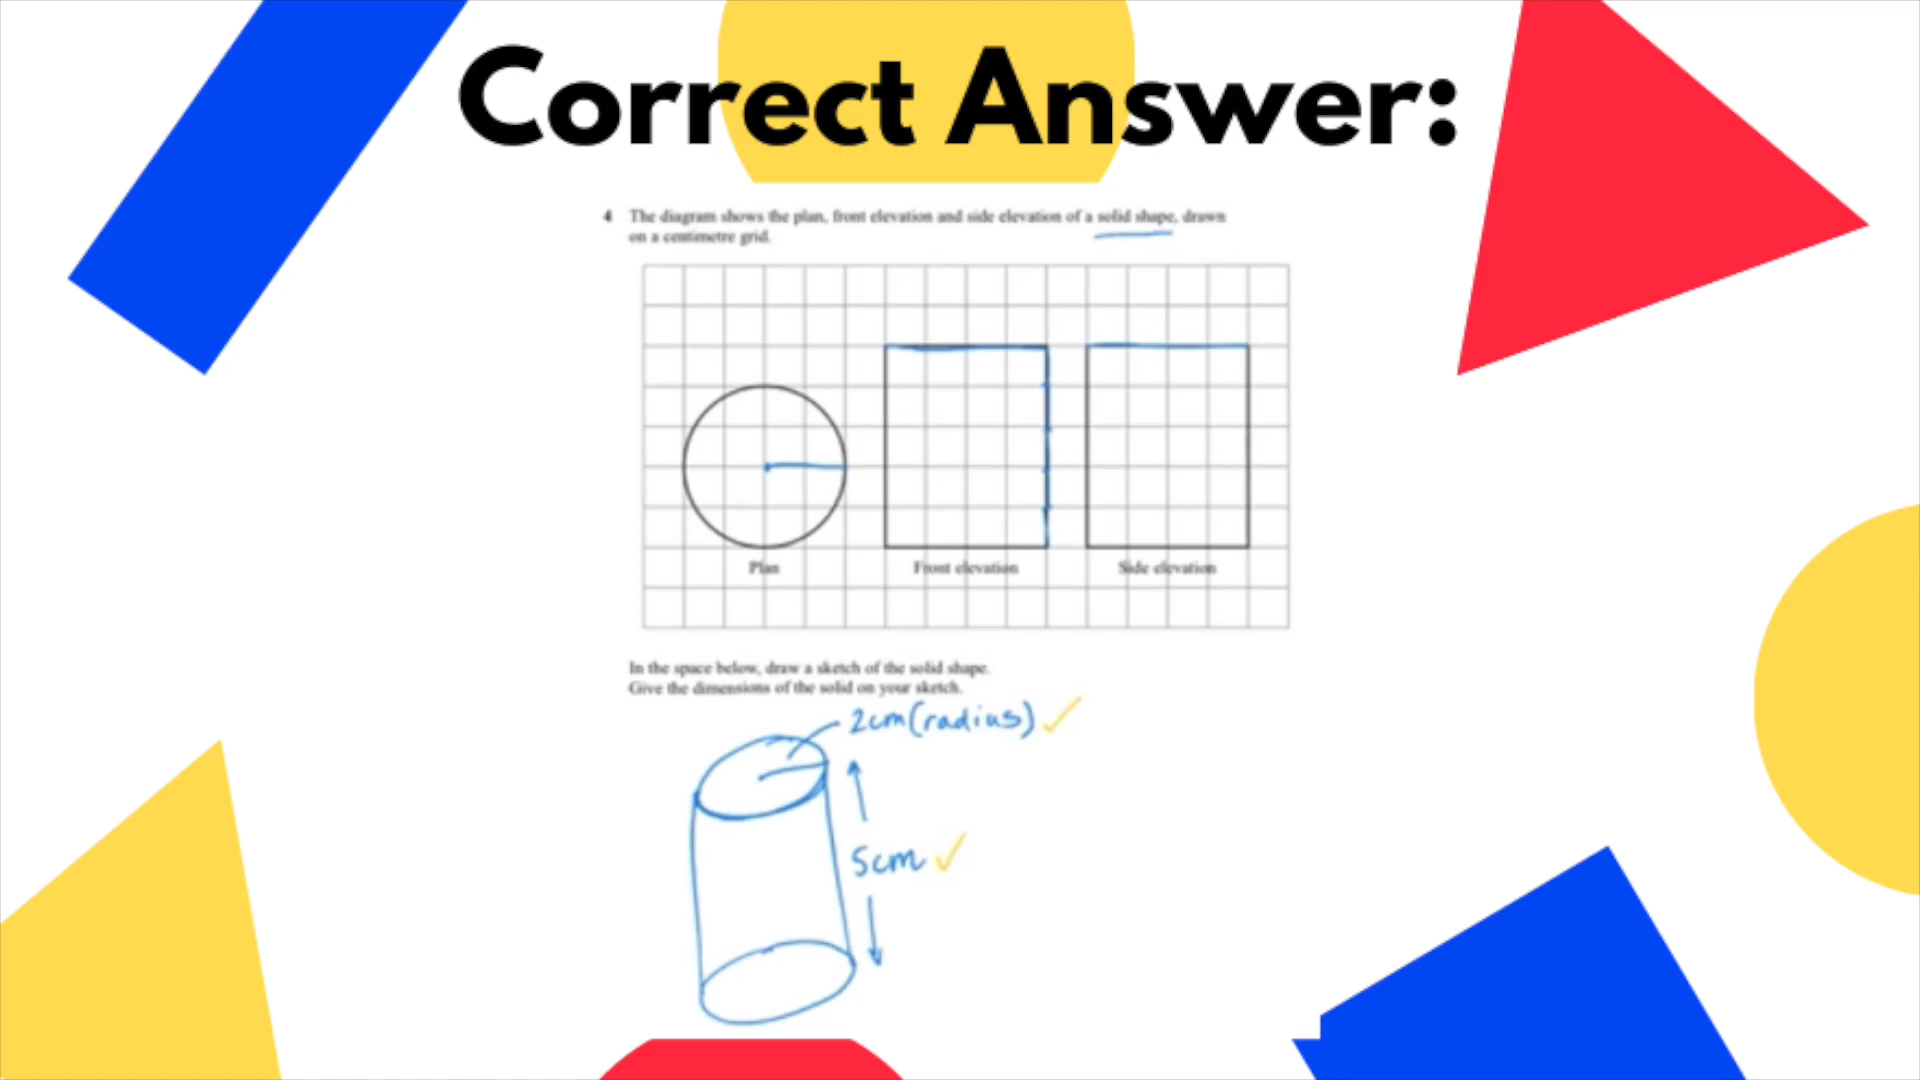 Correct Answer:
4 The diagram shows the plan, front elevation and side elevation of a solid shape, drawn
on a centimetre grid.
Plan
Front elevation
Side elevation
In the space below, draw a sketch of the solid shape.
Give the dimensions of the solid on your sketch.
2cm (radius) ✓
5cm ✓